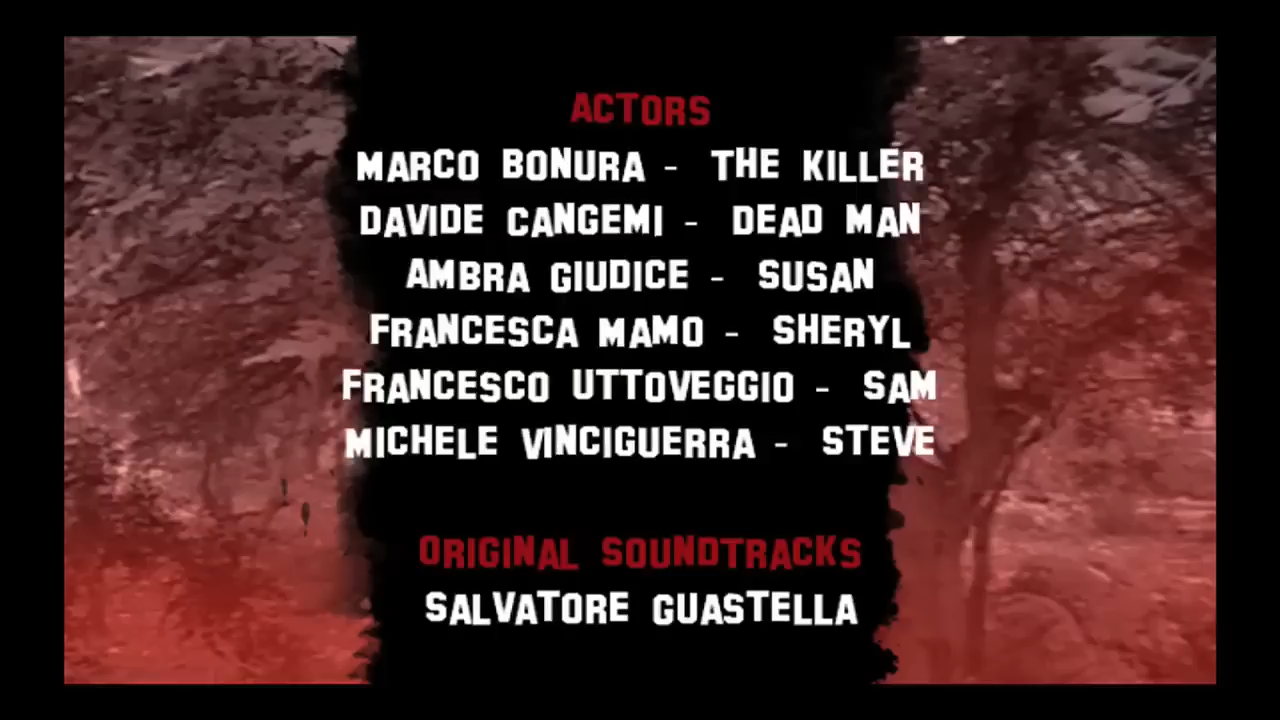 ACTORS
MARCO BONURA - THE KILLER
DAVIDE CANGEMI - DEAD MAN
AMBRA GIUDICE - SUSAN
FRANCESCA MAMO - SHERYL
FRANCESCO UTTOVEGGIO - SAM
MICHELE VINCIGUERRA - STEVE
ORIGINAL SOUNDTRACKS
SALVATORE GUASTELLA